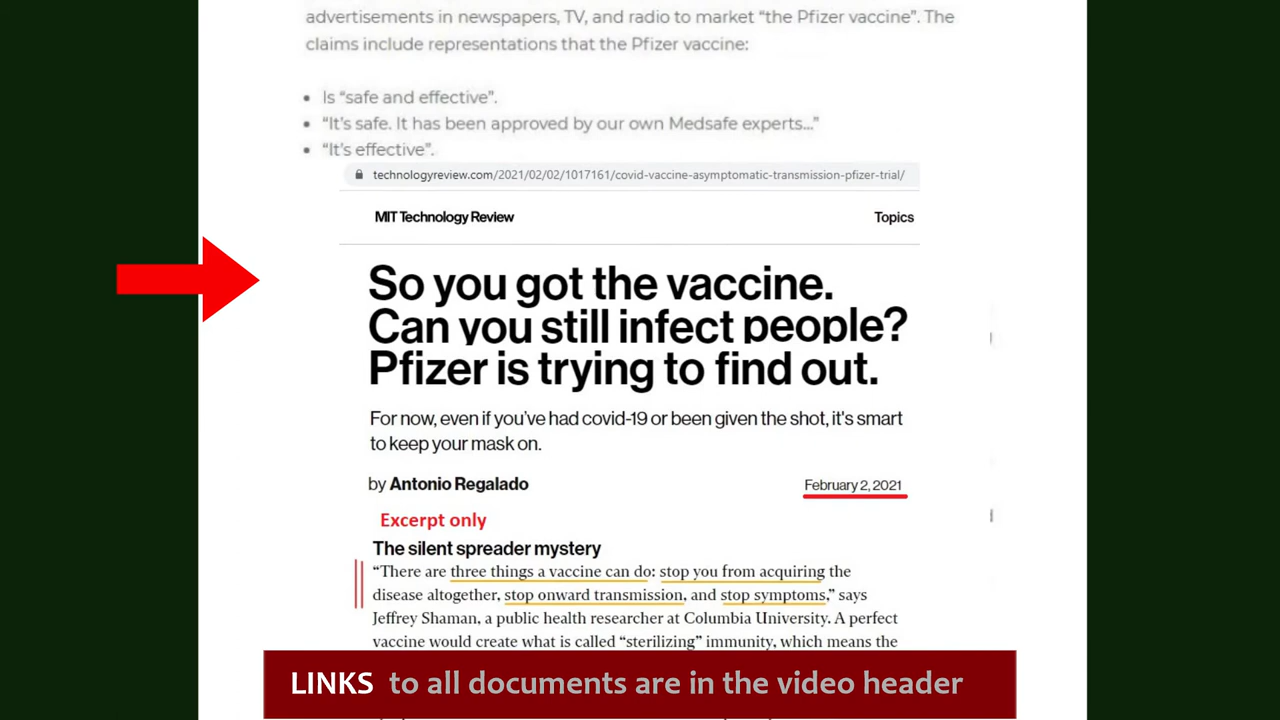 advertisements in newspapers, TV, and radio to market “the Pfizer vaccine”. The
claims include representations that the Pfizer vaccine:
• Is “safe and effective”.
• “It’s safe. It has been approved by our own Medsafe experts...”
• “It’s effective”.
technologyreview.com/2021/02/02/1017161/covid-vaccine-asymptomatic-transmission-pfizer-trial/
MIT Technology Review Topics
So you got the vaccine.
Can you still infect people?
Pfizer is trying to find out.
For now, even if you’ve had covid-19 or been given the shot, it's smart
to keep your mask on.
by Antonio Regalado February 2, 2021
Excerpt only
The silent spreader mystery
“There are three things a vaccine can do: stop you from acquiring the
disease altogether, stop onward transmission, and stop symptoms,” says
Jeffrey Shaman, a public health researcher at Columbia University. A perfect
vaccine would create what is called “sterilizing” immunity, which means the
LINKS to all documents are in the video header